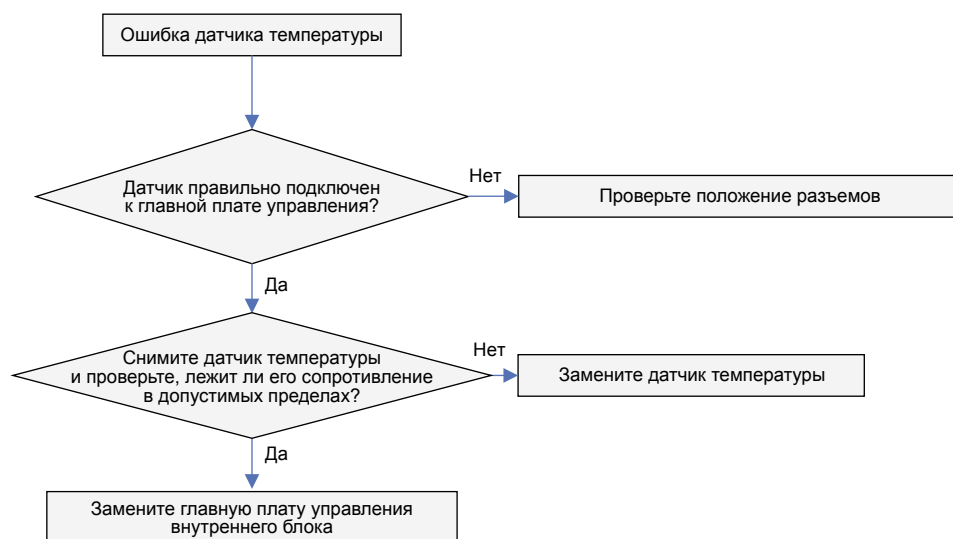 Ошибка датчика температуры
Датчик правильно подключен
к главной плате управления?
Нет
Проверьте положение разъемов
Да
Снимите датчик температуры
и проверьте, лежит ли его сопротивление
в допустимых пределах?
Нет
Замените датчик температуры
Да
Замените главную плату управления
внутреннего блока